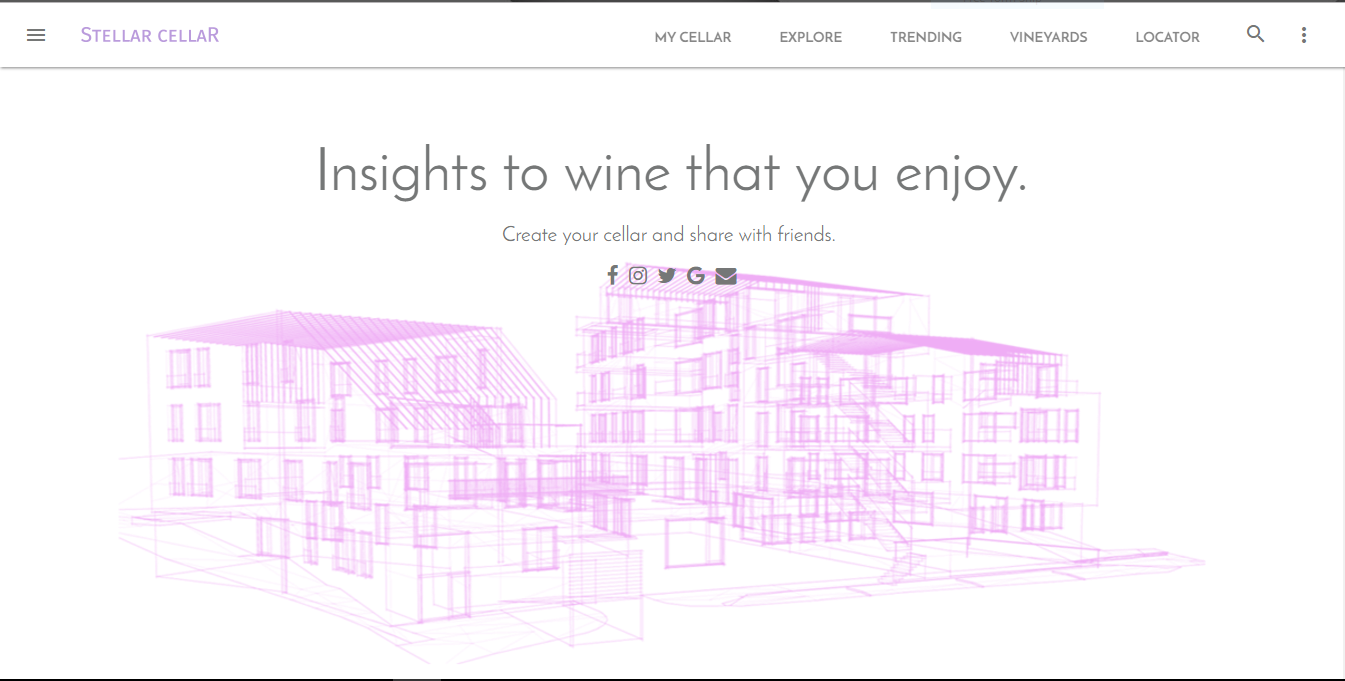 STELLAR CELLAR
MY CELLAR EXPLORE TRENDING VINEYARDS LOCATOR
Insights to wine that you enjoy.
Create your cellar and share with friends.